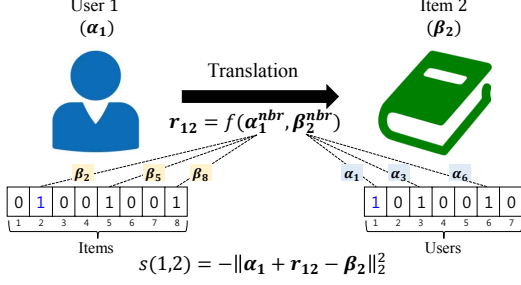 User 1
(α₁)
Item 2
(β₂)
Translation
r₁₂ = f(α₁ⁿᵇʳ, β₂ⁿᵇʳ)
β₂ β₅ β₈
α₁ α₃ α₆
0 1 0 0 1 0 0 1
1 2 3 4 5 6 7 8
Items
1 0 1 0 0 1 0
1 2 3 4 5 6 7
Users
s(1,2) = −‖α₁ + r₁₂ − β₂‖₂²